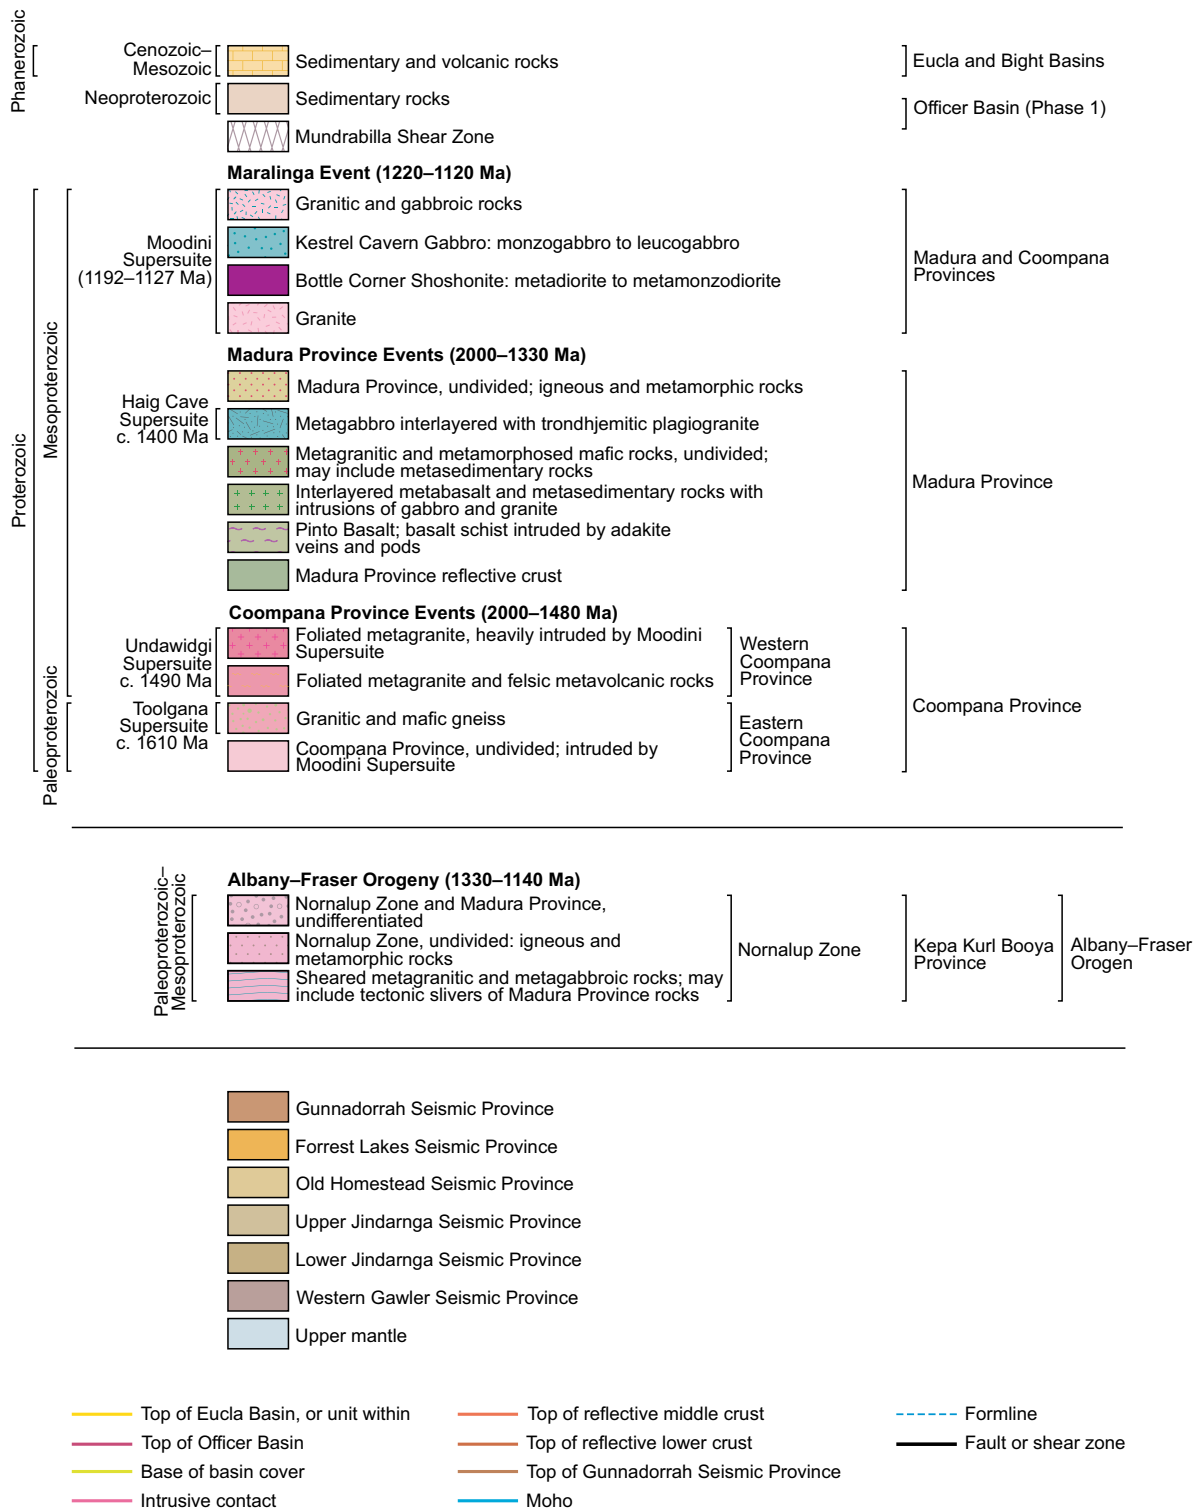 Phanerozoic
Cenozoic–
Mesozoic
Sedimentary and volcanic rocks
Eucla and Bight Basins
Neoproterozoic
Sedimentary rocks
Officer Basin (Phase 1)
Mundrabilla Shear Zone
Proterozoic
Mesoproterozoic
Maralinga Event (1220–1120 Ma)
Moodini
Supersuite
(1192–1127 Ma)
Granitic and gabbroic rocks
Kestrel Cavern Gabbro: monzogabbro to leucogabbro
Bottle Corner Shoshonite: metadiorite to metamonzodiorite
Granite
Madura and Coompana
Provinces
Madura Province Events (2000–1330 Ma)
Madura Province, undivided; igneous and metamorphic rocks
Haig Cave
Supersuite
c. 1400 Ma
Metagabbro interlayered with trondhjemitic plagiogranite
Metagranitic and metamorphosed mafic rocks, undivided;
may include metasedimentary rocks
Interlayered metabasalt and metasedimentary rocks with
intrusions of gabbro and granite
Pinto Basalt; basalt schist intruded by adakite
veins and pods
Madura Province reflective crust
Madura Province
Coompana Province Events (2000–1480 Ma)
Undawidgi
Supersuite
c. 1490 Ma
Foliated metagranite, heavily intruded by Moodini
Supersuite
Foliated metagranite and felsic metavolcanic rocks
Western
Coompana
Province
Paleoproterozoic
Toolgana
Supersuite
c. 1610 Ma
Granitic and mafic gneiss
Coompana Province, undivided; intruded by
Moodini Supersuite
Eastern
Coompana
Province
Coompana Province
Paleoproterozoic–
Mesoproterozoic
Albany–Fraser Orogeny (1330–1140 Ma)
Nornalup Zone and Madura Province,
undifferentiated
Nornalup Zone, undivided: igneous and
metamorphic rocks
Sheared metagranitic and metagabbroic rocks; may
include tectonic slivers of Madura Province rocks
Nornalup Zone
Kepa Kurl Booya
Province
Albany–Fraser
Orogen
Gunnadorrah Seismic Province
Forrest Lakes Seismic Province
Old Homestead Seismic Province
Upper Jindarnga Seismic Province
Lower Jindarnga Seismic Province
Western Gawler Seismic Province
Upper mantle
Top of Eucla Basin, or unit within
Top of Officer Basin
Base of basin cover
Intrusive contact
Top of reflective middle crust
Top of reflective lower crust
Top of Gunnadorrah Seismic Province
Moho
Formline
Fault or shear zone